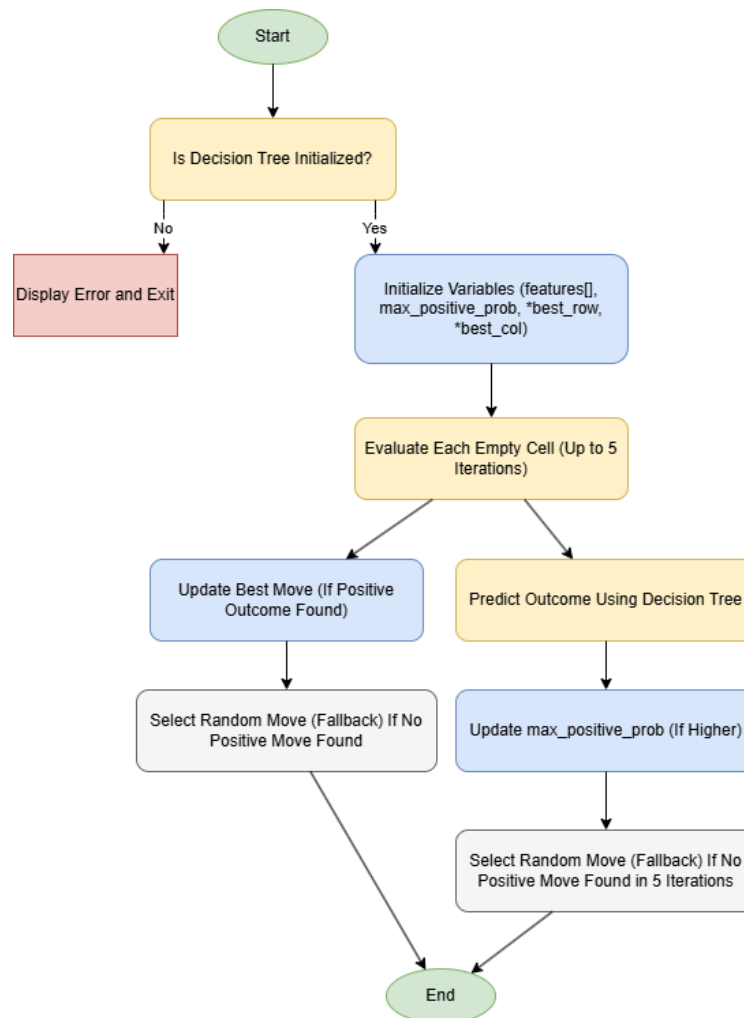 Start
Is Decision Tree Initialized?
No
Yes
Display Error and Exit
Initialize Variables (features[],
max_positive_prob, *best_row,
*best_col)
Evaluate Each Empty Cell (Up to 5
Iterations)
Update Best Move (If Positive
Outcome Found)
Predict Outcome Using Decision Tree
Select Random Move (Fallback) If No
Positive Move Found
Update max_positive_prob (If Higher)
Select Random Move (Fallback) If No
Positive Move Found in 5 Iterations
End